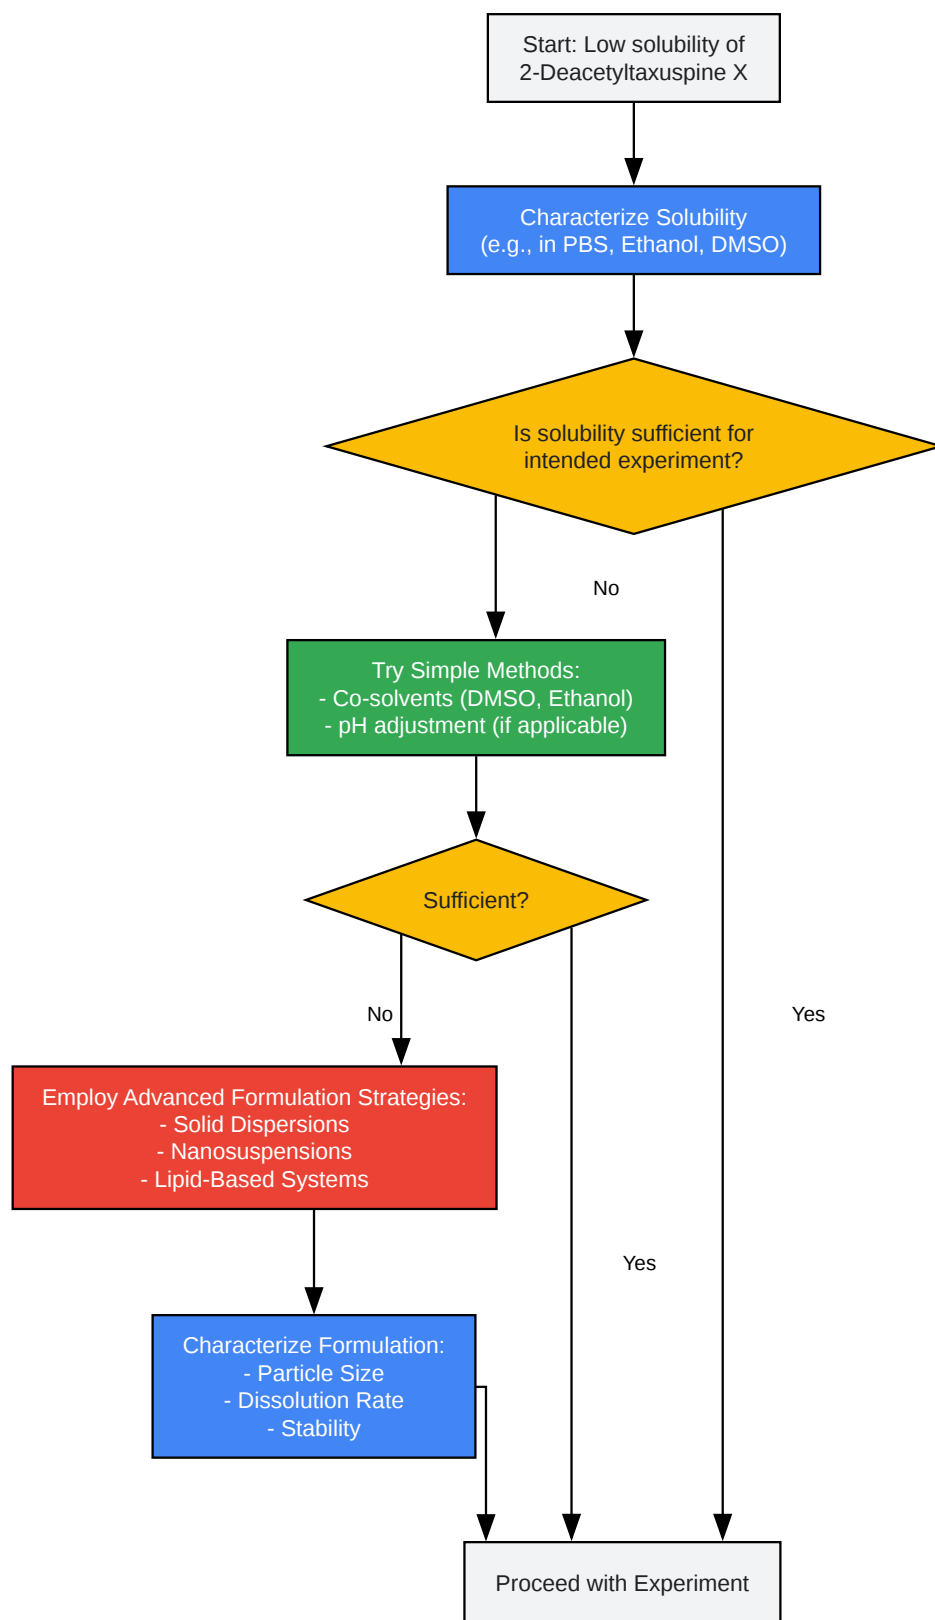 Start: Low solubility of
2-Deacetyltaxuspine X
Characterize Solubility
(e.g., in PBS, Ethanol, DMSO)
Is solubility sufficient for
intended experiment?
No
Try Simple Methods:
- Co-solvents (DMSO, Ethanol)
- pH adjustment (if applicable)
Sufficient?
No
Yes
Employ Advanced Formulation Strategies:
- Solid Dispersions
- Nanosuspensions
- Lipid-Based Systems
Yes
Characterize Formulation:
- Particle Size
- Dissolution Rate
- Stability
Proceed with Experiment